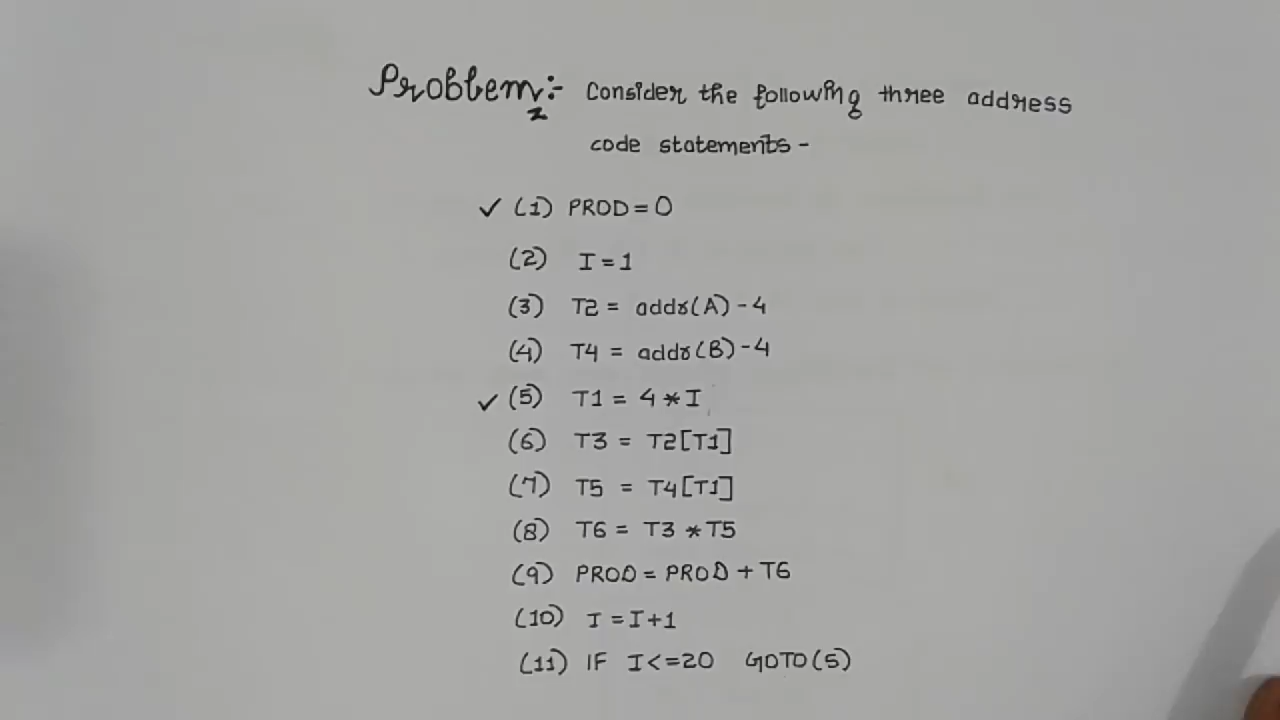 Problem:- Consider the following three address
code statements -
✓ (1) PROD = 0
(2) I = 1
(3) T2 = addr(A) - 4
(4) T4 = addr(B) - 4
✓ (5) T1 = 4 * I
(6) T3 = T2[T1]
(7) T5 = T4[T1]
(8) T6 = T3 * T5
(9) PROD = PROD + T6
(10) I = I+1
(11) IF I<=20 GOTO(5)